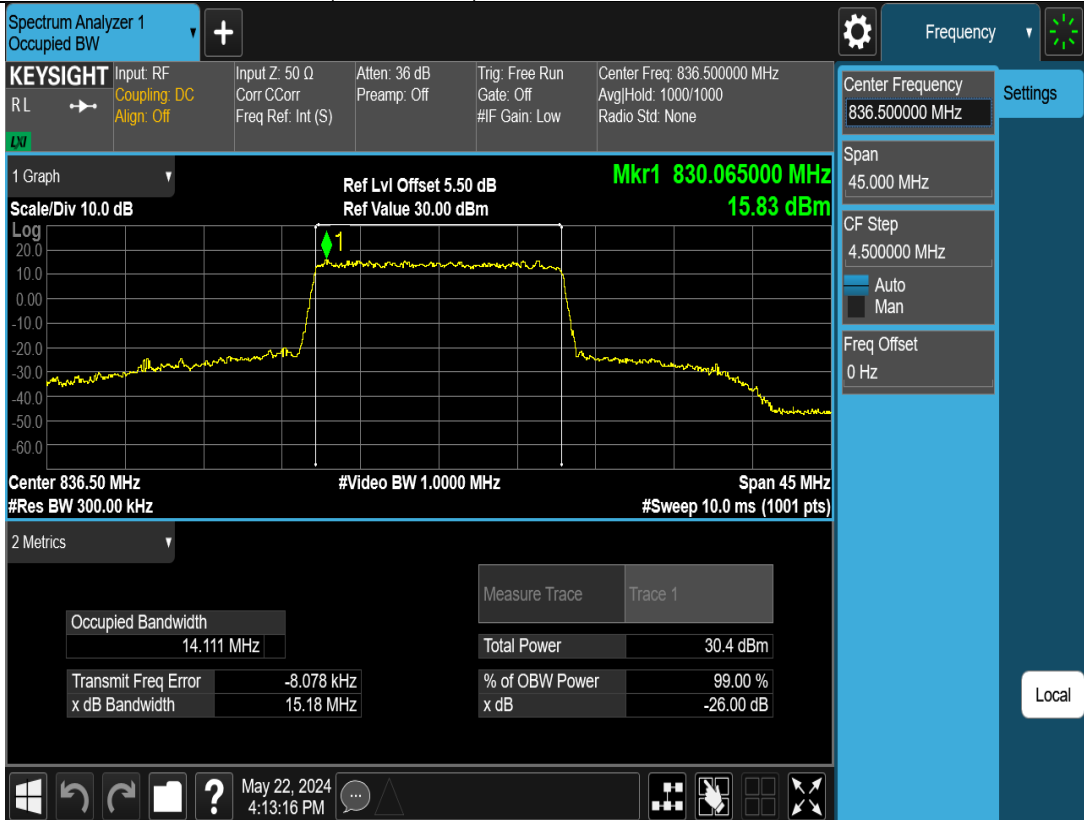 Spectrum Analyzer 1
Occupied BW
Frequency
KEYSIGHT
R L
LXI
Input: RF
Coupling: DC
Align: Off
Input Z: 50 Ω
Corr CCorr
Freq Ref: Int (S)
Atten: 36 dB
Preamp: Off
Trig: Free Run
Gate: Off
#IF Gain: Low
Center Freq: 836.500000 MHz
Avg|Hold: 1000/1000
Radio Std: None
Center Frequency
836.500000 MHz
Settings
Span
45.000 MHz
CF Step
4.500000 MHz
Auto
Man
Freq Offset
0 Hz
Local
1 Graph
Scale/Div 10.0 dB
Ref Lvl Offset 5.50 dB
Ref Value 30.00 dBm
Mkr1 830.065000 MHz
15.83 dBm
Log
1
20.0
10.0
0.00
-10.0
-20.0
-30.0
-40.0
-50.0
-60.0
Center 836.50 MHz
#Video BW 1.0000 MHz
Span 45 MHz
#Res BW 300.00 kHz
#Sweep 10.0 ms (1001 pts)
2 Metrics
Measure Trace
Trace 1
Occupied Bandwidth
14.111 MHz
Total Power
30.4 dBm
Transmit Freq Error
-8.078 kHz
% of OBW Power
99.00 %
x dB Bandwidth
15.18 MHz
x dB
-26.00 dB
May 22, 2024
4:13:16 PM